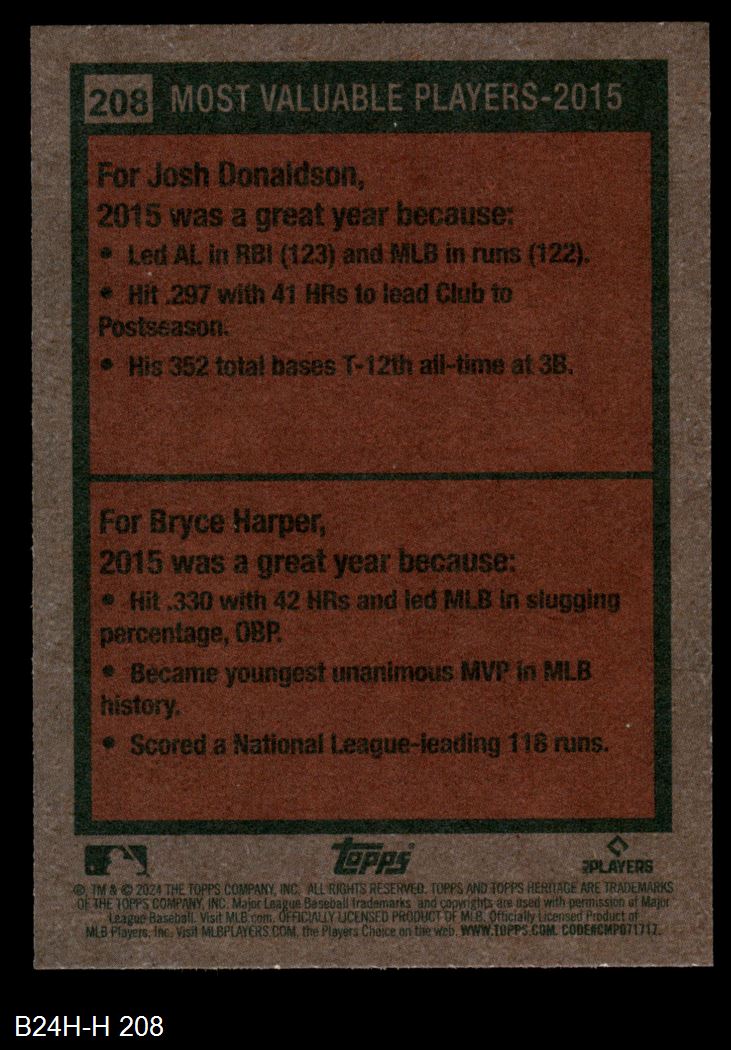 208 MOST VALUABLE PLAYERS-2015
For Josh Donaldson,
2015 was a great year because:
• Led AL in RBI (123) and MLB in runs (122).
• Hit .297 with 41 HRs to lead Club to
Postseason.
• His 352 total bases T-12th all-time at 3B.
For Bryce Harper,
2015 was a great year because:
• Hit .330 with 42 HRs and led MLB in slugging
percentage, OBP.
• Became youngest unanimous MVP in MLB
history.
• Scored a National League-leading 118 runs.
Topps
PLAYERS
®, TM & © 2024 THE TOPPS COMPANY, INC. ALL RIGHTS RESERVED. TOPPS AND TOPPS HERITAGE ARE TRADEMARKS
OF THE TOPPS COMPANY, INC. Major League Baseball trademarks and copyrights are used with permission of Major
League Baseball. Visit MLB.com. OFFICIALLY LICENSED PRODUCT OF MLB. Officially Licensed Product of
MLB Players, Inc. Visit MLBPLAYERS.COM, the Players Choice on the web. WWW.TOPPS.COM. CODE#CMP071717.
B24H-H 208